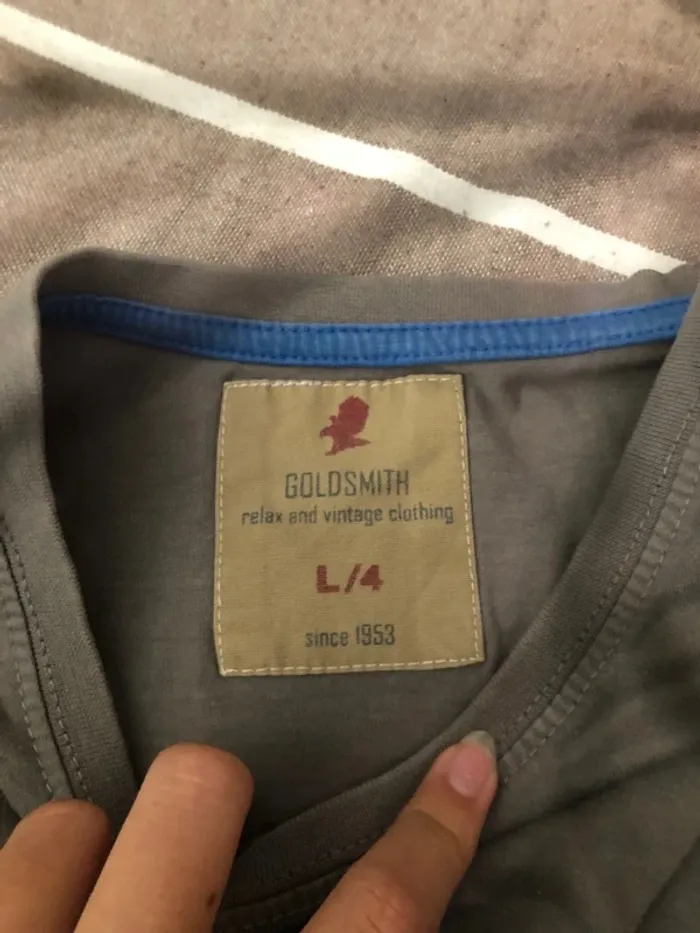 GOLDSMITH
relax and vintage clothing
L/4
since 1953